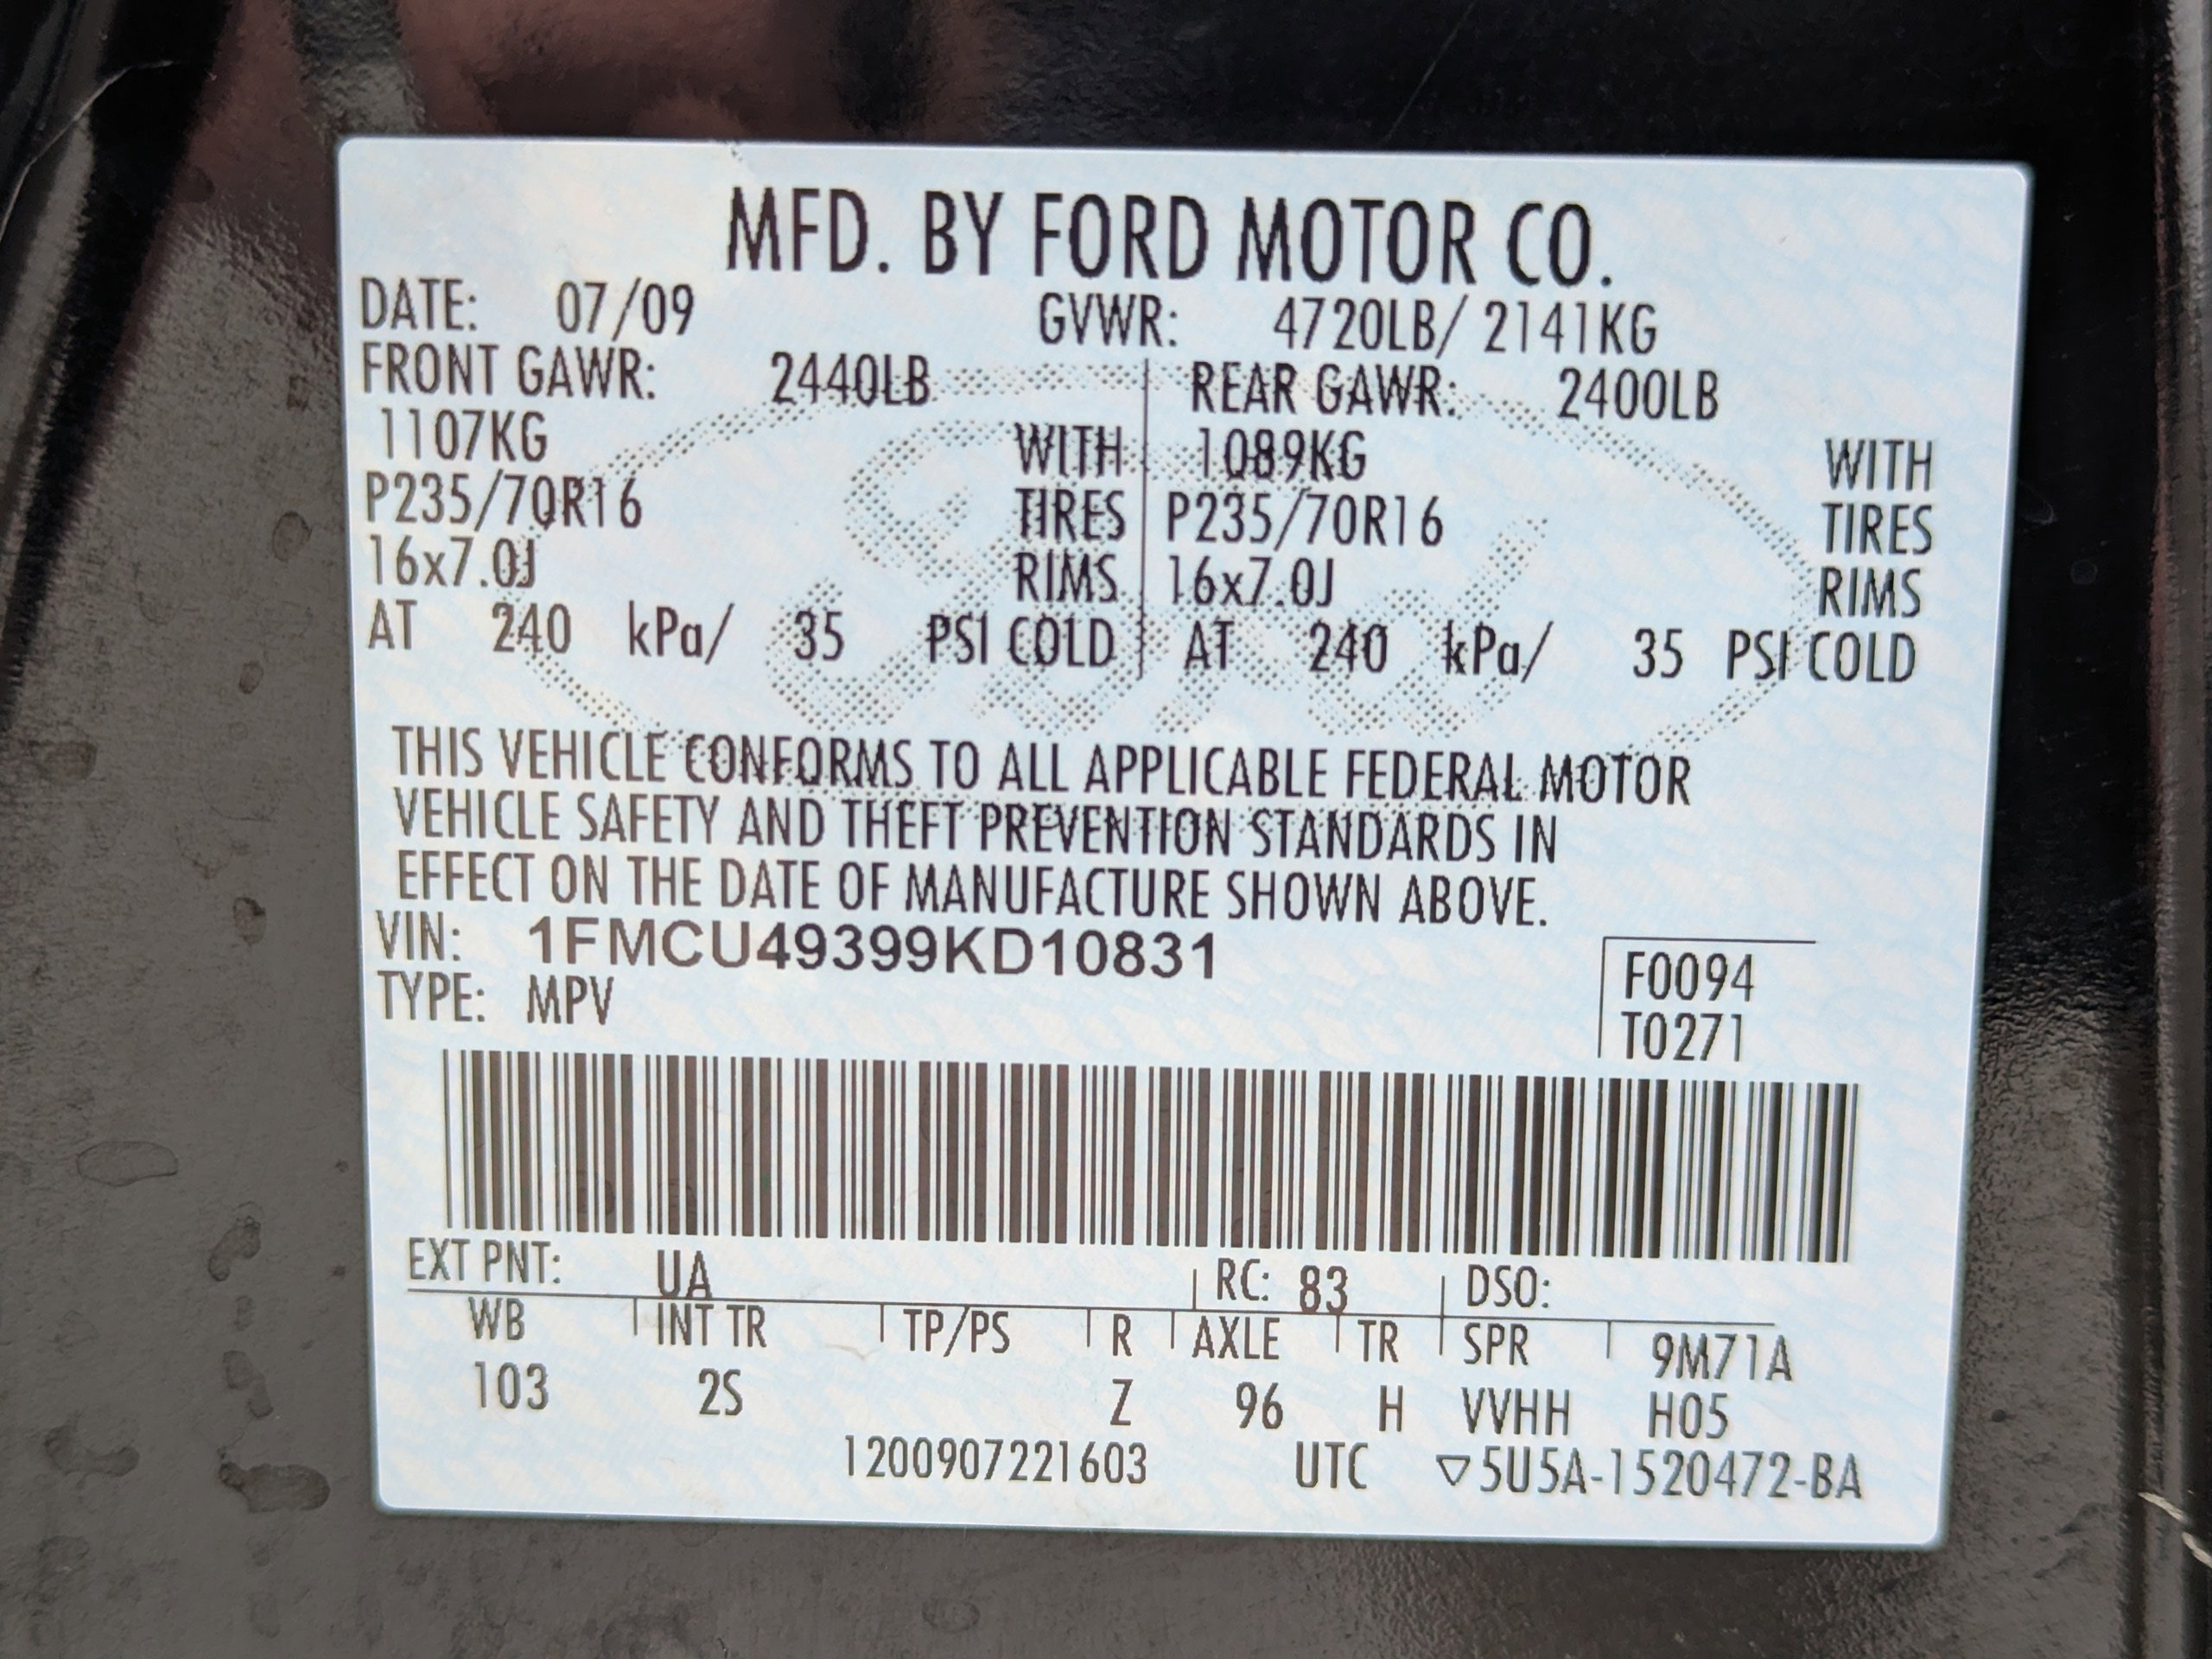 MFD. BY FORD MOTOR CO.
DATE: 07/09 GVWR: 4720LB/ 2141KG
FRONT GAWR: 2440LB REAR GAWR: 2400LB
1107KG WITH 1089KG WITH
P235/70R16 TIRES P235/70R16 TIRES
16x7.0J RIMS 16x7.0J RIMS
AT 240 kPa/ 35 PSI COLD AT 240 kPa/ 35 PSI COLD
THIS VEHICLE CONFORMS TO ALL APPLICABLE FEDERAL MOTOR
VEHICLE SAFETY AND THEFT PREVENTION STANDARDS IN
EFFECT ON THE DATE OF MANUFACTURE SHOWN ABOVE.
VIN: 1FMCU49399KD10831 F0094
TYPE: MPV T0271
EXT PNT: UA RC: 83 DSO:
WB INT TR TP/PS R AXLE TR SPR 9M71A
103 2S Z 96 H VVHH H05
1200907221603 UTC ▽5U5A-1520472-BA